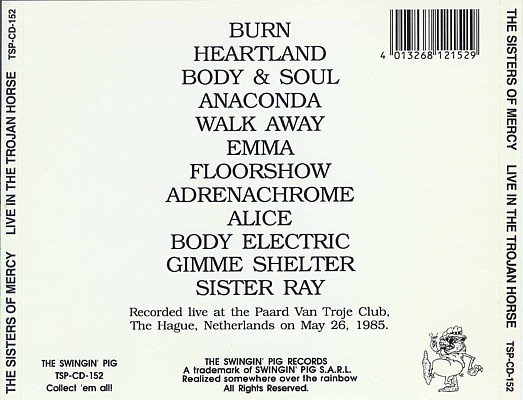 THE SISTERS OF MERCY LIVE IN THE TROJAN HORSE TSP-CD-152
BURN
HEARTLAND
BODY & SOUL
ANACONDA
WALK AWAY
EMMA
FLOORSHOW
ADRENACHROME
ALICE
BODY ELECTRIC
GIMME SHELTER
SISTER RAY
Recorded live at the Paard Van Troje Club,
The Hague, Netherlands on May 26, 1985.
4 013268 121529
THE SWINGIN' PIG
TSP-CD-152
Collect 'em all!
THE SWINGIN' PIG RECORDS
A trademark of SWINGIN' PIG S.A.R.L.
Realized somewhere over the rainbow
All Rights Reserved.
THE SISTERS OF MERCY LIVE IN THE TROJAN HORSE TSP-CD-152